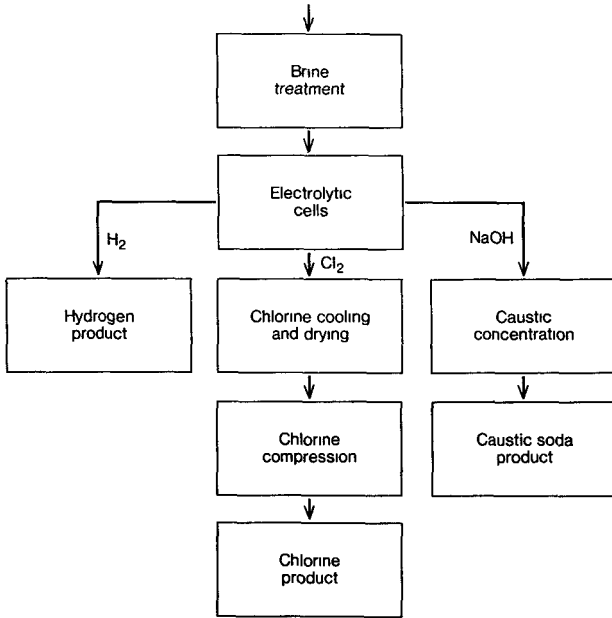 Brine
treatment
Electrolytic
cells
H₂
Cl₂
NaOH
Hydrogen
product
Chlorine cooling
and drying
Caustic
concentration
Chlorine
compression
Caustic soda
product
Chlorine
product